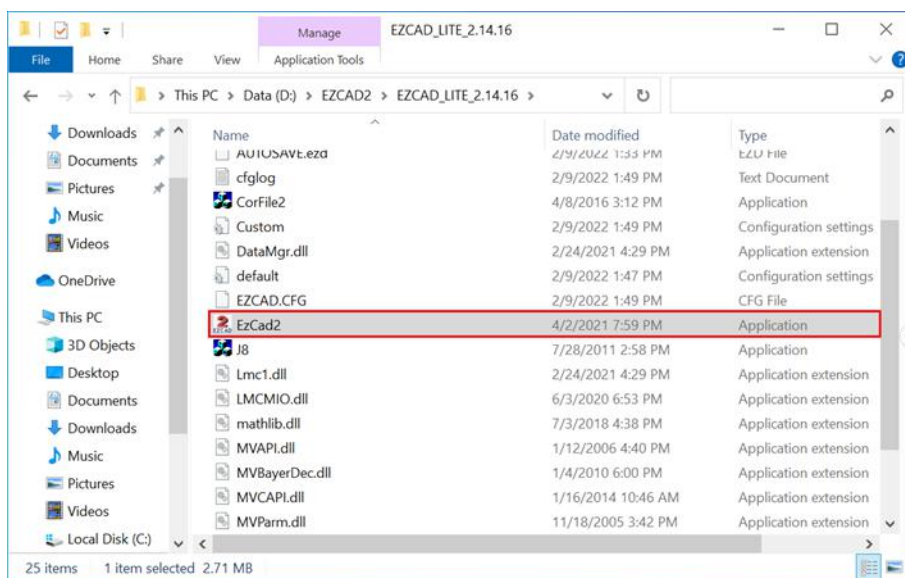 Manage EZCAD_LITE_2.14.16
File Home Share View Application Tools
This PC > Data (D:) > EZCAD2 > EZCAD_LITE_2.14.16 >
Downloads
Documents
Pictures
Music
Videos
OneDrive
This PC
3D Objects
Desktop
Documents
Downloads
Music
Pictures
Videos
Local Disk (C:)
Name Date modified Type
AUTOSAVE.ezd 2/9/2022 1:33 PM EZD File
cfglog 2/9/2022 1:49 PM Text Document
CorFile2 4/8/2016 3:12 PM Application
Custom 2/9/2022 1:49 PM Configuration settings
DataMgr.dll 2/24/2021 4:29 PM Application extension
default 2/9/2022 1:47 PM Configuration settings
EZCAD.CFG 2/9/2022 1:49 PM CFG File
EzCad2 4/2/2021 7:59 PM Application
J8 7/28/2011 2:58 PM Application
Lmc1.dll 2/24/2021 4:29 PM Application extension
LMCMIO.dll 6/3/2020 6:53 PM Application extension
mathlib.dll 7/3/2018 4:38 PM Application extension
MVAPI.dll 1/12/2006 4:40 PM Application extension
MVBayerDec.dll 1/4/2010 6:00 PM Application extension
MVCAPI.dll 1/16/2014 10:46 AM Application extension
MVParm.dll 11/18/2005 3:42 PM Application extension
25 items 1 item selected 2.71 MB